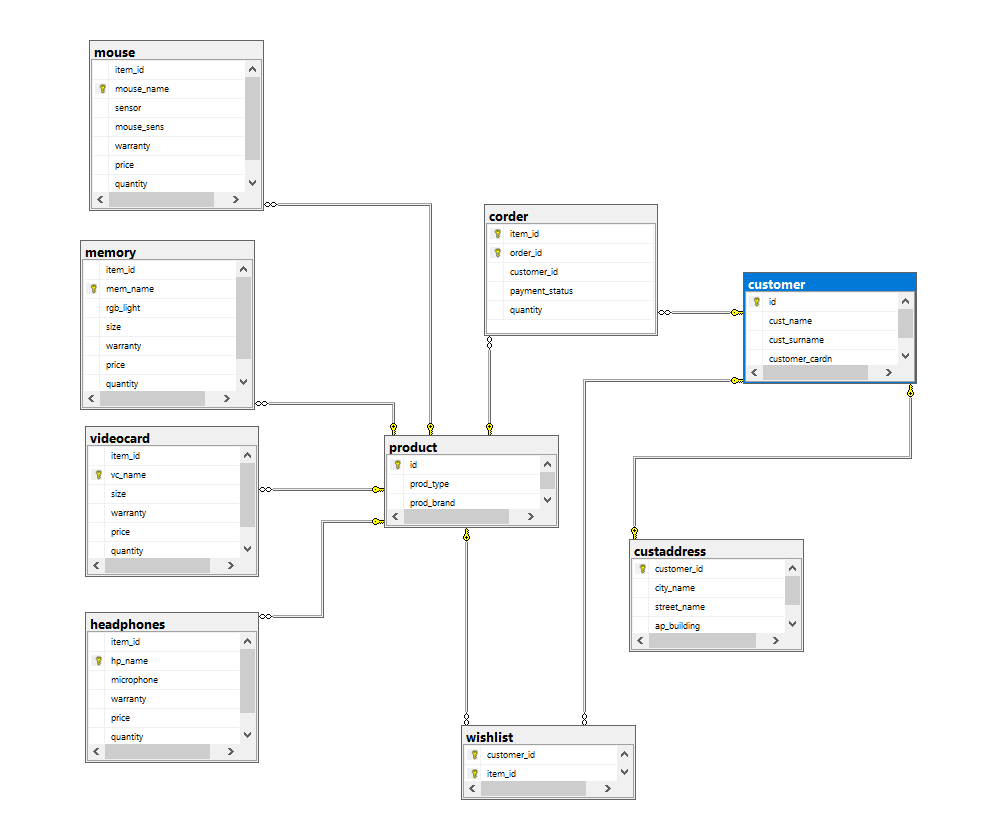 mouse
item_id
mouse_name
sensor
mouse_sens
warranty
price
quantity
memory
item_id
mem_name
rgb_light
size
warranty
price
quantity
videocard
item_id
vc_name
size
warranty
price
quantity
headphones
item_id
hp_name
microphone
warranty
price
quantity
corder
item_id
order_id
customer_id
payment_status
quantity
product
id
prod_type
prod_brand
customer
id
cust_name
cust_surname
customer_cardn
custaddress
customer_id
city_name
street_name
ap_building
wishlist
customer_id
item_id